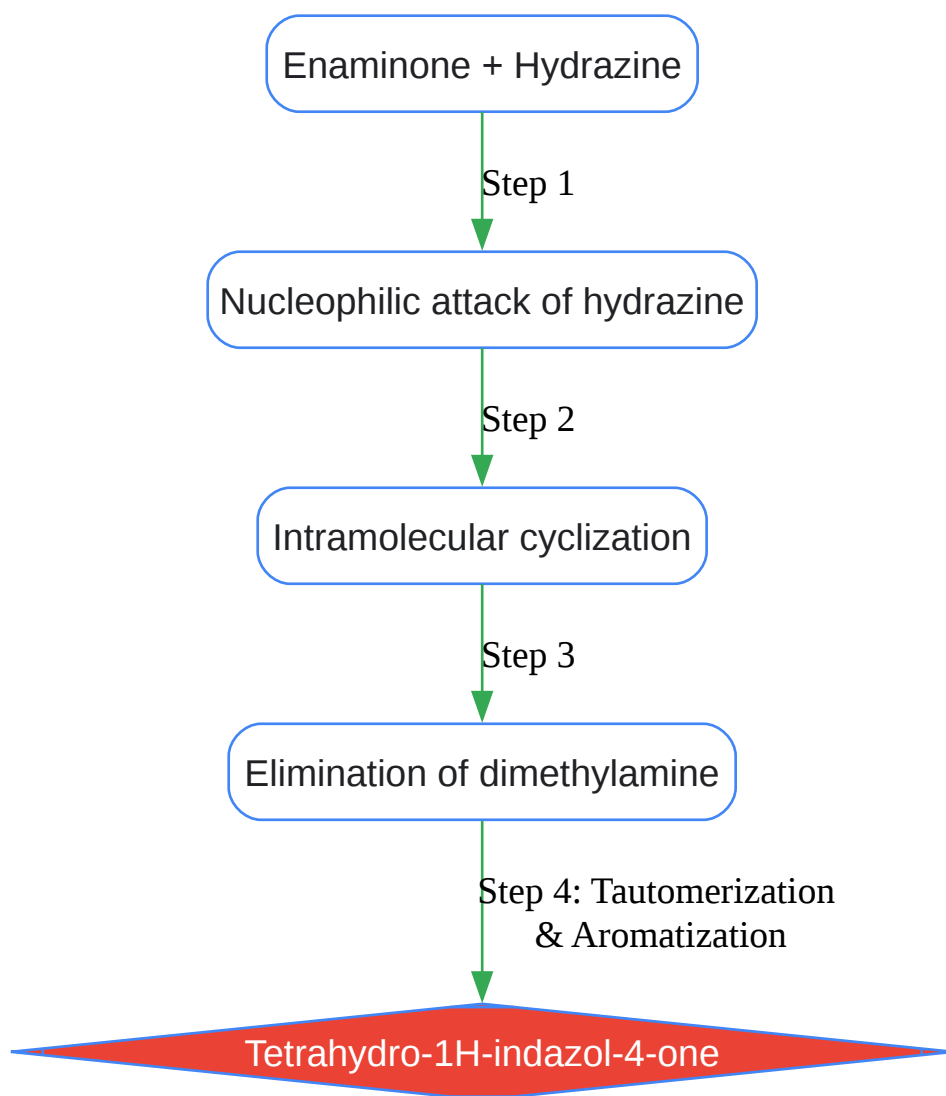 Enaminone + Hydrazine
Step 1
Nucleophilic attack of hydrazine
Step 2
Intramolecular cyclization
Step 3
Elimination of dimethylamine
Step 4: Tautomerization
& Aromatization
Tetrahydro-1H-indazol-4-one